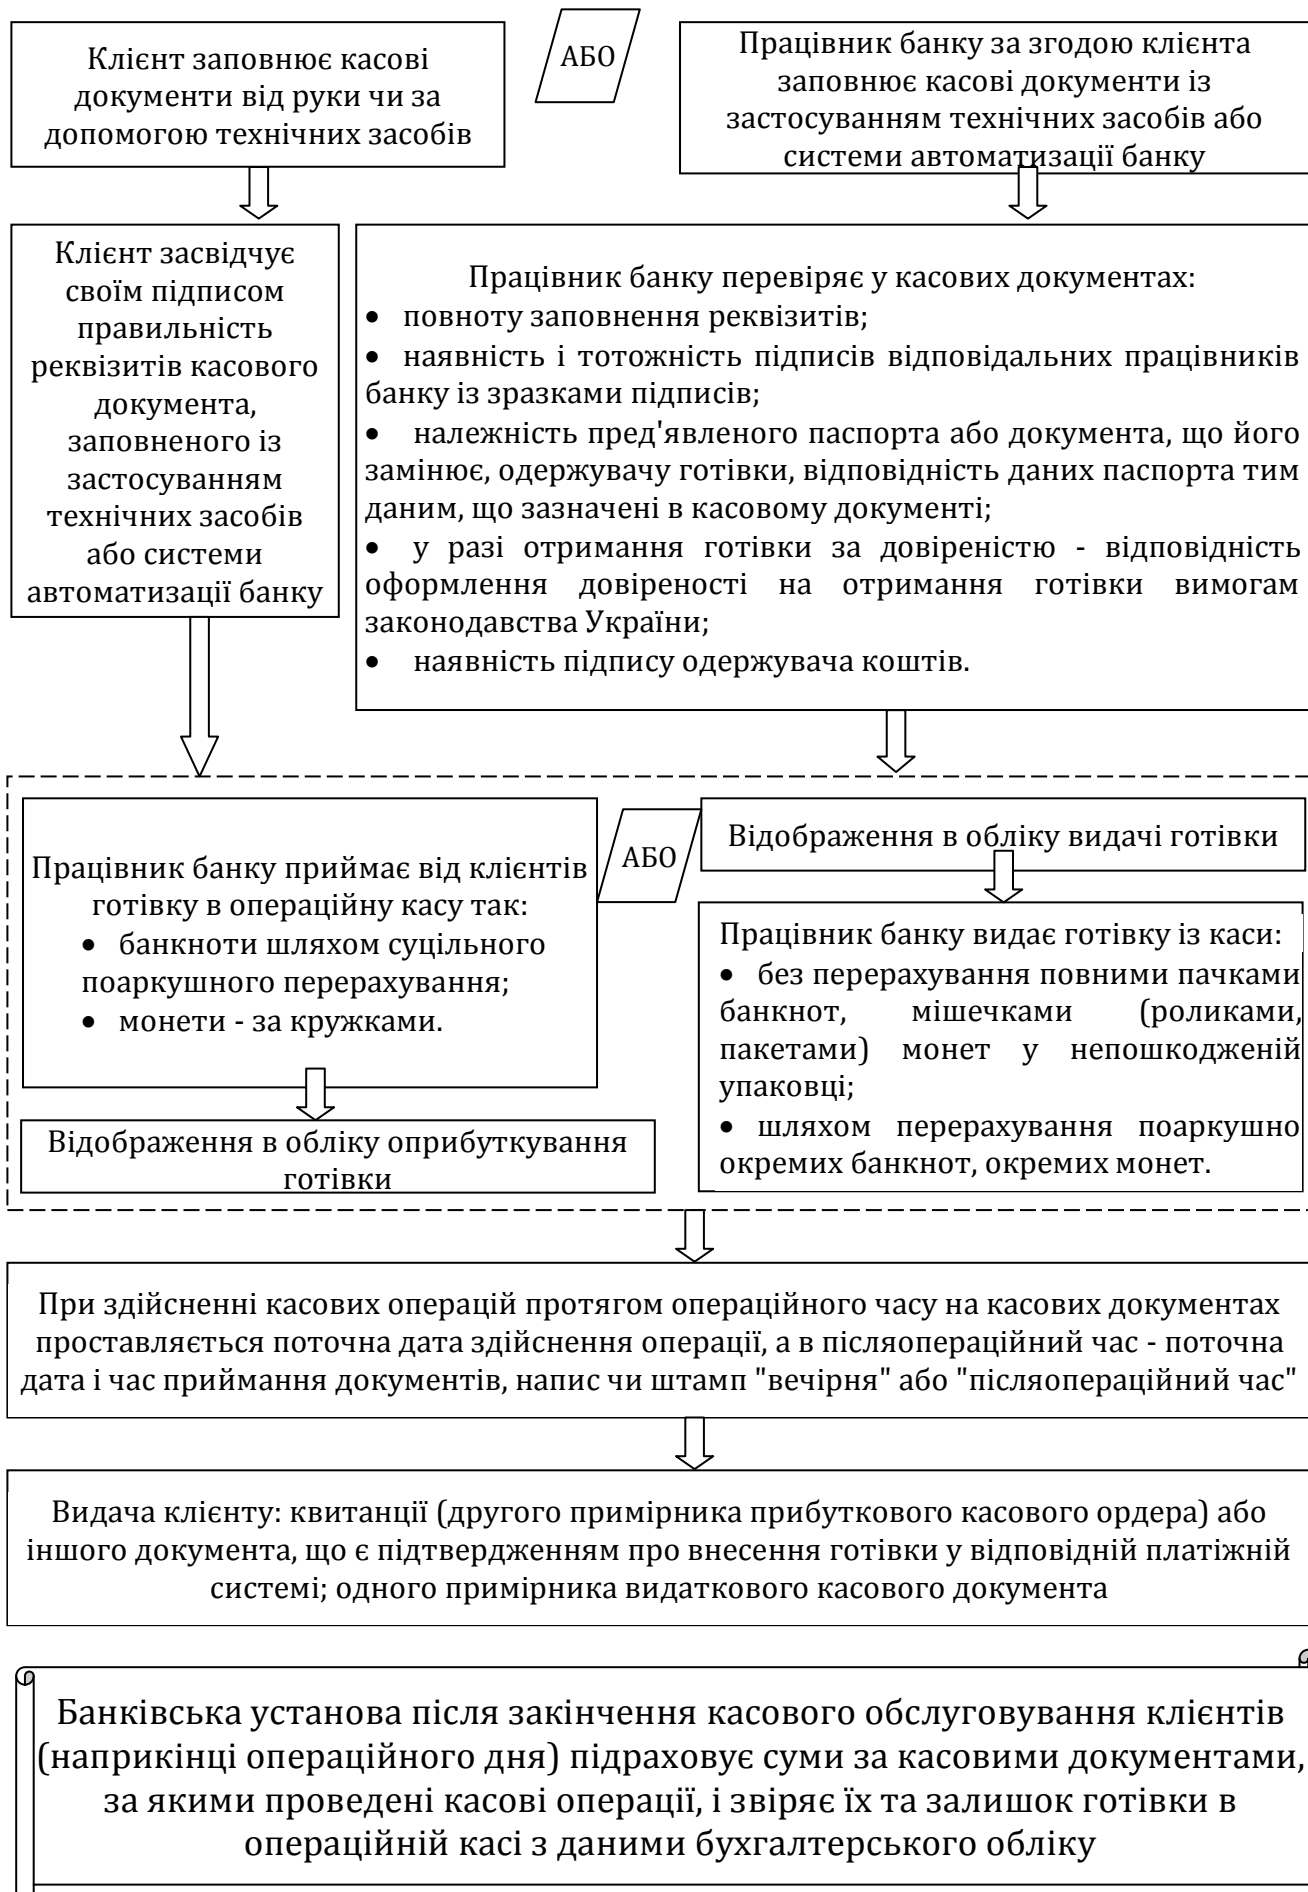 Клієнт заповнює касові
документи від руки чи за
допомогою технічних засобів
АБО
Працівник банку за згодою клієнта
заповнює касові документи із
застосуванням технічних засобів або
системи автоматизації банку
Клієнт засвідчує
своїм підписом
правильність
реквізитів касового
документа,
заповненого із
застосуванням
технічних засобів
або системи
автоматизації банку
Працівник банку перевіряє у касових документах:
• повноту заповнення реквізитів;
• наявність і тотожність підписів відповідальних працівників
банку із зразками підписів;
• належність пред'явленого паспорта або документа, що його
замінює, одержувачу готівки, відповідність даних паспорта тим
даним, що зазначені в касовому документі;
• у разі отримання готівки за довіреністю - відповідність
оформлення довіреності на отримання готівки вимогам
законодавства України;
• наявність підпису одержувача коштів.
Працівник банку приймає від клієнтів
готівку в операційну касу так:
• банкноти шляхом суцільного
поаркушного перерахування;
• монети - за кружками.
Відображення в обліку оприбуткування
готівки
АБО
Відображення в обліку видачі готівки
Працівник банку видає готівку із каси:
• без перерахування повними пачками
банкнот, мішечками (роликами,
пакетами) монет у непошкодженій
упаковці;
• шляхом перерахування поаркушно
окремих банкнот, окремих монет.
При здійсненні касових операцій протягом операційного часу на касових документах
проставляється поточна дата здійснення операції, а в післяопераційний час - поточна
дата і час приймання документів, напис чи штамп "вечірня" або "післяопераційний час"
Видача клієнту: квитанції (другого примірника прибуткового касового ордера) або
іншого документа, що є підтвердженням про внесення готівки у відповідній платіжній
системі; одного примірника видаткового касового документа
Банківська установа після закінчення касового обслуговування клієнтів
(наприкінці операційного дня) підраховує суми за касовими документами,
за якими проведені касові операції, і звіряє їх та залишок готівки в
операційній касі з даними бухгалтерського обліку